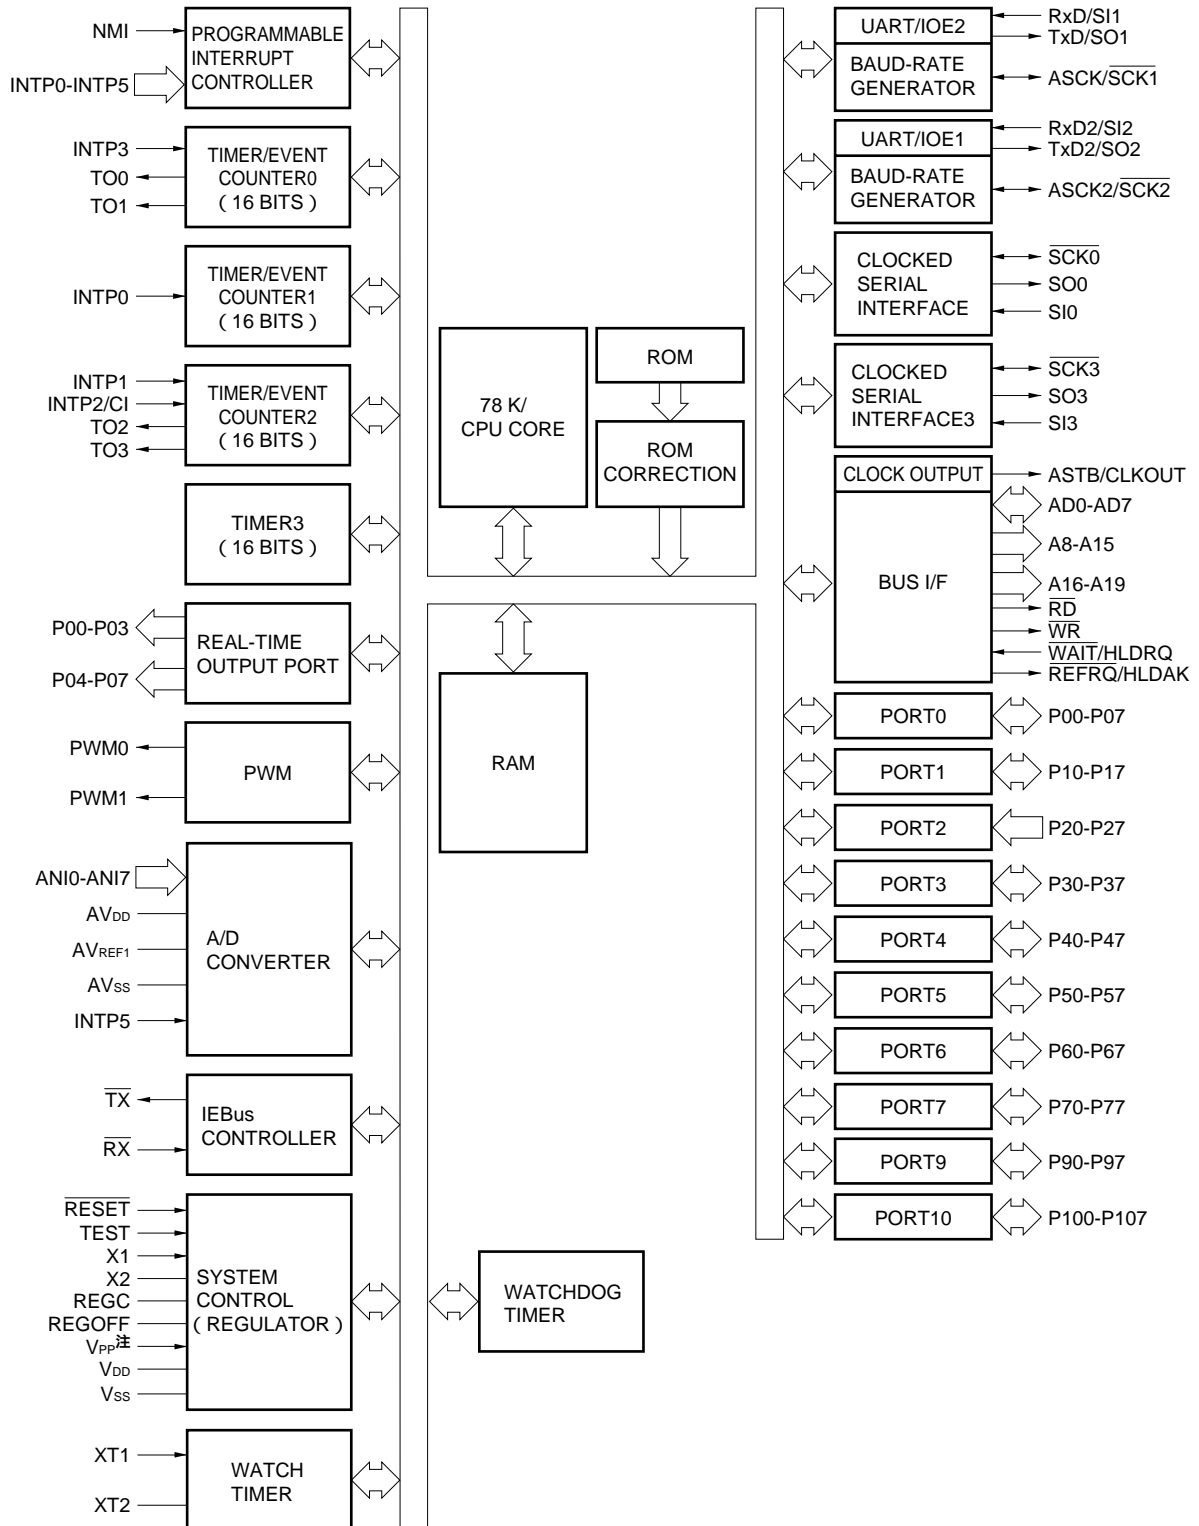 NMI
INTP0-INTP5
PROGRAMMABLE
INTERRUPT
CONTROLLER
INTP3
TO0
TO1
TIMER/EVENT
COUNTER0
( 16 BITS )
INTP0
TIMER/EVENT
COUNTER1
( 16 BITS )
INTP1
INTP2/CI
TO2
TO3
TIMER/EVENT
COUNTER2
( 16 BITS )
TIMER3
( 16 BITS )
P00-P03
P04-P07
REAL-TIME
OUTPUT PORT
PWM0
PWM1
PWM
ANI0-ANI7
AVDD
AVREF1
AVSS
INTP5
A/D
CONVERTER
TX
RX
IEBus
CONTROLLER
RESET
TEST
X1
X2
REGC
REGOFF
VPP注
VDD
VSS
SYSTEM
CONTROL
( REGULATOR )
XT1
XT2
WATCH
TIMER
78 K/
CPU CORE
ROM
ROM
CORRECTION
RAM
WATCHDOG
TIMER
UART/IOE2
BAUD-RATE
GENERATOR
RxD/SI1
TxD/SO1
ASCK/SCK1
UART/IOE1
BAUD-RATE
GENERATOR
RxD2/SI2
TxD2/SO2
ASCK2/SCK2
CLOCKED
SERIAL
INTERFACE
SCK0
SO0
SI0
CLOCKED
SERIAL
INTERFACE3
SCK3
SO3
SI3
CLOCK OUTPUT
BUS I/F
ASTB/CLKOUT
AD0-AD7
A8-A15
A16-A19
RD
WR
WAIT/HLDRQ
REFRQ/HLDAK
PORT0
P00-P07
PORT1
P10-P17
PORT2
P20-P27
PORT3
P30-P37
PORT4
P40-P47
PORT5
P50-P57
PORT6
P60-P67
PORT7
P70-P77
PORT9
P90-P97
PORT10
P100-P107